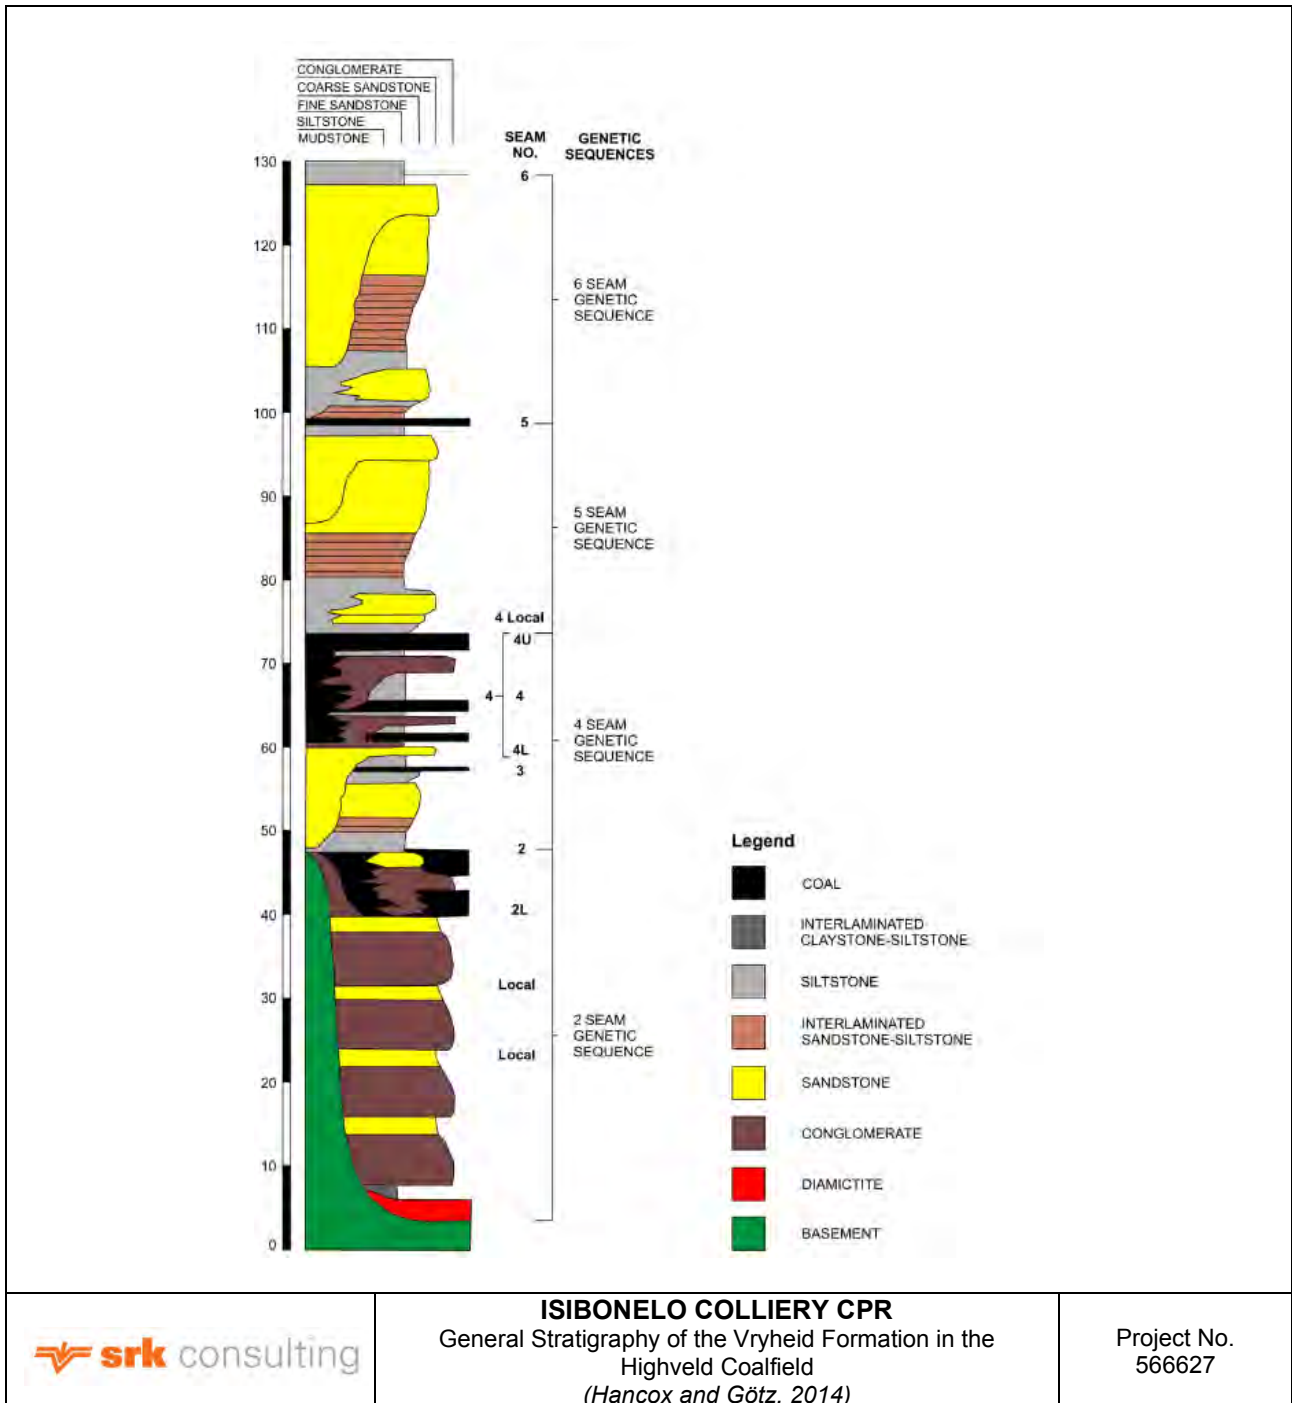 CONGLOMERATE
COARSE SANDSTONE
FINE SANDSTONE
SILTSTONE
MUDSTONE
SEAM NO.
GENETIC SEQUENCES
130
120
110
100
90
80
70
60
50
40
30
20
10
0
6
5
4 Local
4U
4
4
4L
3
2
2L
Local
Local
6 SEAM
GENETIC
SEQUENCE
5 SEAM
GENETIC
SEQUENCE
4 SEAM
GENETIC
SEQUENCE
2 SEAM
GENETIC
SEQUENCE
Legend
COAL
INTERLAMINATED
CLAYSTONE-SILTSTONE
SILTSTONE
INTERLAMINATED
SANDSTONE-SILTSTONE
SANDSTONE
CONGLOMERATE
DIAMICTITE
BASEMENT
srk consulting
ISIBONELO COLLIERY CPR
General Stratigraphy of the Vryheid Formation in the
Highveld Coalfield
(Hancox and Götz, 2014)
Project No.
566627